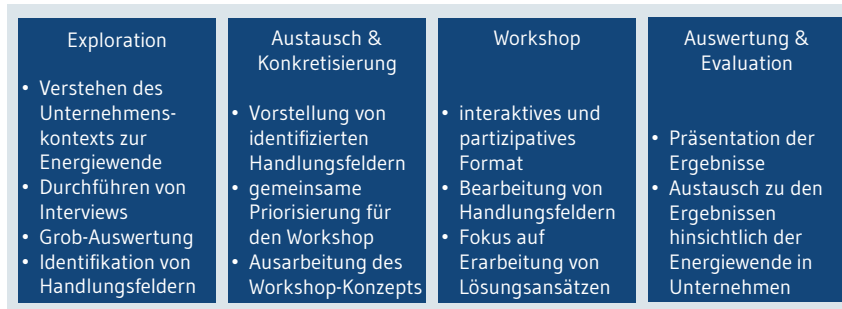 Exploration
• Verstehen des
Unternehmens-
kontexts zur
Energiewende
• Durchführen von
Interviews
• Grob-Auswertung
• Identifikation von
Handlungsfeldern
Austausch &
Konkretisierung
• Vorstellung von
identifizierten
Handlungsfeldern
• gemeinsame
Priorisierung für
den Workshop
• Ausarbeitung des
Workshop-Konzepts
Workshop
• interaktives und
partizipatives
Format
• Bearbeitung von
Handlungsfeldern
• Fokus auf
Erarbeitung von
Lösungsansätzen
Auswertung &
Evaluation
• Präsentation der
Ergebnisse
• Austausch zu den
Ergebnissen
hinsichtlich der
Energiewende in
Unternehmen